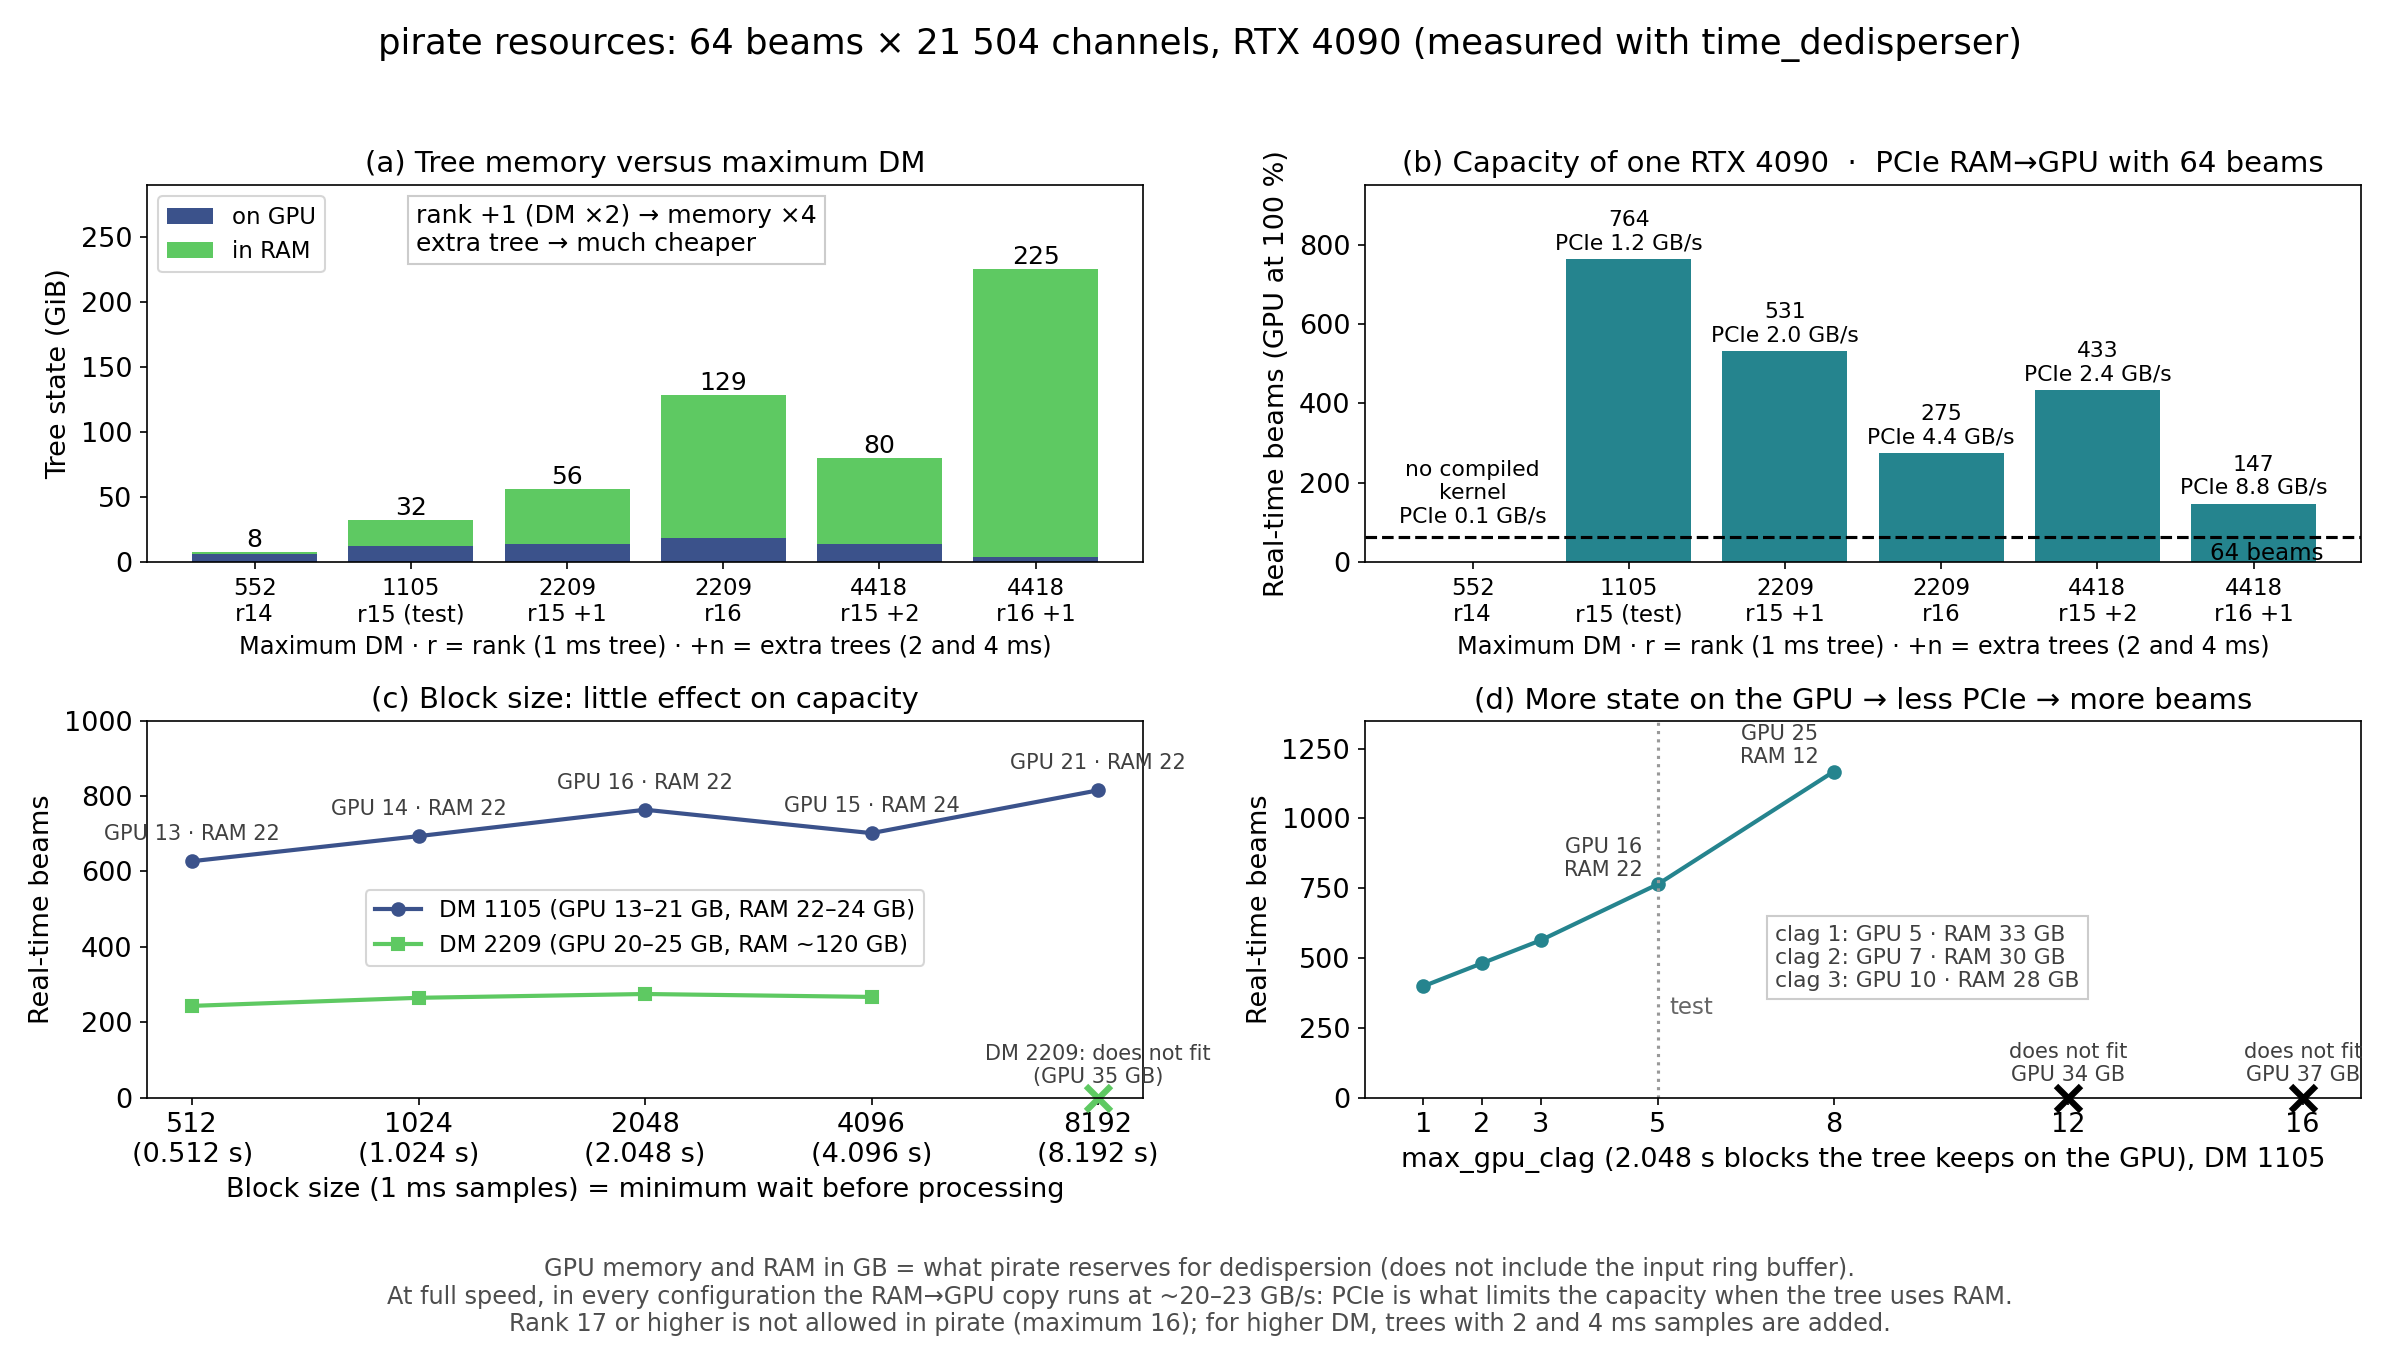 pirate resources: 64 beams × 21 504 channels, RTX 4090 (measured with time_dedisperser)
(a) Tree memory versus maximum DM
on GPU
in RAM
rank +1 (DM ×2) → memory ×4
extra tree → much cheaper
Tree state (GiB)
250
200
150
100
50
0
8
32
56
129
80
225
552
r14
1105
r15 (test)
2209
r15 +1
2209
r16
4418
r15 +2
4418
r16 +1
Maximum DM · r = rank (1 ms tree) · +n = extra trees (2 and 4 ms)
(b) Capacity of one RTX 4090 · PCIe RAM→GPU with 64 beams
Real-time beams (GPU at 100 %)
800
600
400
200
0
no compiled
kernel
PCIe 0.1 GB/s
764
PCIe 1.2 GB/s
531
PCIe 2.0 GB/s
275
PCIe 4.4 GB/s
433
PCIe 2.4 GB/s
147
PCIe 8.8 GB/s
64 beams
552
r14
1105
r15 (test)
2209
r15 +1
2209
r16
4418
r15 +2
4418
r16 +1
Maximum DM · r = rank (1 ms tree) · +n = extra trees (2 and 4 ms)
(c) Block size: little effect on capacity
Real-time beams
1000
800
600
400
200
0
GPU 13 · RAM 22
GPU 14 · RAM 22
GPU 16 · RAM 22
GPU 15 · RAM 24
GPU 21 · RAM 22
DM 1105 (GPU 13–21 GB, RAM 22–24 GB)
DM 2209 (GPU 20–25 GB, RAM ~120 GB)
DM 2209: does not fit
(GPU 35 GB)
512
(0.512 s)
1024
(1.024 s)
2048
(2.048 s)
4096
(4.096 s)
8192
(8.192 s)
Block size (1 ms samples) = minimum wait before processing
(d) More state on the GPU → less PCIe → more beams
Real-time beams
1250
1000
750
500
250
0
GPU 25
RAM 12
GPU 16
RAM 22
clag 1: GPU 5 · RAM 33 GB
clag 2: GPU 7 · RAM 30 GB
clag 3: GPU 10 · RAM 28 GB
test
does not fit
GPU 34 GB
does not fit
GPU 37 GB
1
2
3
5
8
12
16
max_gpu_clag (2.048 s blocks the tree keeps on the GPU), DM 1105
GPU memory and RAM in GB = what pirate reserves for dedispersion (does not include the input ring buffer).
At full speed, in every configuration the RAM→GPU copy runs at ~20–23 GB/s: PCIe is what limits the capacity when the tree uses RAM.
Rank 17 or higher is not allowed in pirate (maximum 16); for higher DM, trees with 2 and 4 ms samples are added.